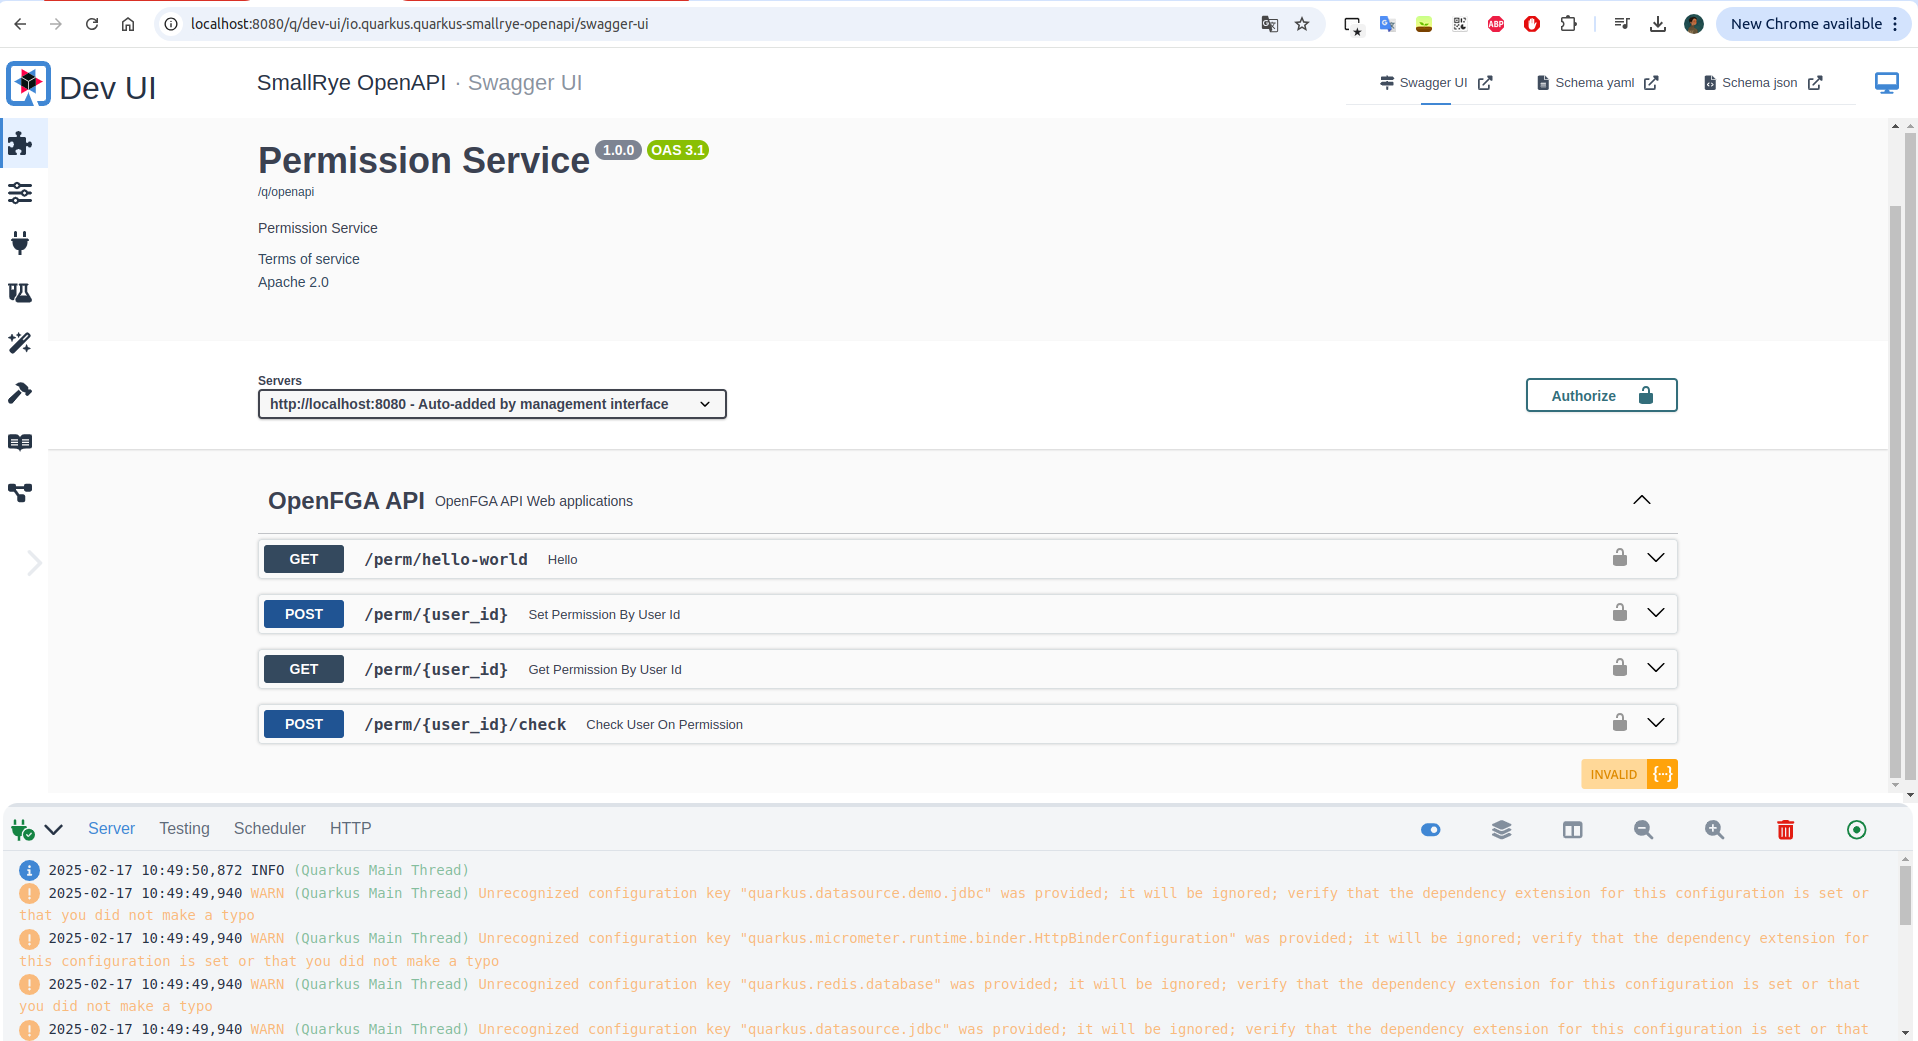 localhost:8080/q/dev-ui/io.quarkus.quarkus-smallrye-openapi/swagger-ui
ABP
New Chrome available
Dev UI
SmallRye OpenAPI · Swagger UI
Swagger UI
Schema yaml
Schema json
Permission Service 1.0.0 OAS 3.1
/q/openapi
Permission Service
Terms of service
Apache 2.0
Servers
http://localhost:8080 - Auto-added by management interface
Authorize
OpenFGA API OpenFGA API Web applications
GET /perm/hello-world Hello
POST /perm/{user_id} Set Permission By User Id
GET /perm/{user_id} Get Permission By User Id
POST /perm/{user_id}/check Check User On Permission
INVALID {...}
Server Testing Scheduler HTTP
2025-02-17 10:49:50,872 INFO (Quarkus Main Thread)
2025-02-17 10:49:49,940 WARN (Quarkus Main Thread) Unrecognized configuration key "quarkus.datasource.demo.jdbc" was provided; it will be ignored; verify that the dependency extension for this configuration is set or
that you did not make a typo
2025-02-17 10:49:49,940 WARN (Quarkus Main Thread) Unrecognized configuration key "quarkus.micrometer.runtime.binder.HttpBinderConfiguration" was provided; it will be ignored; verify that the dependency extension for
this configuration is set or that you did not make a typo
2025-02-17 10:49:49,940 WARN (Quarkus Main Thread) Unrecognized configuration key "quarkus.redis.database" was provided; it will be ignored; verify that the dependency extension for this configuration is set or that
you did not make a typo
2025-02-17 10:49:49,940 WARN (Quarkus Main Thread) Unrecognized configuration key "quarkus.datasource.jdbc" was provided; it will be ignored; verify that the dependency extension for this configuration is set or that